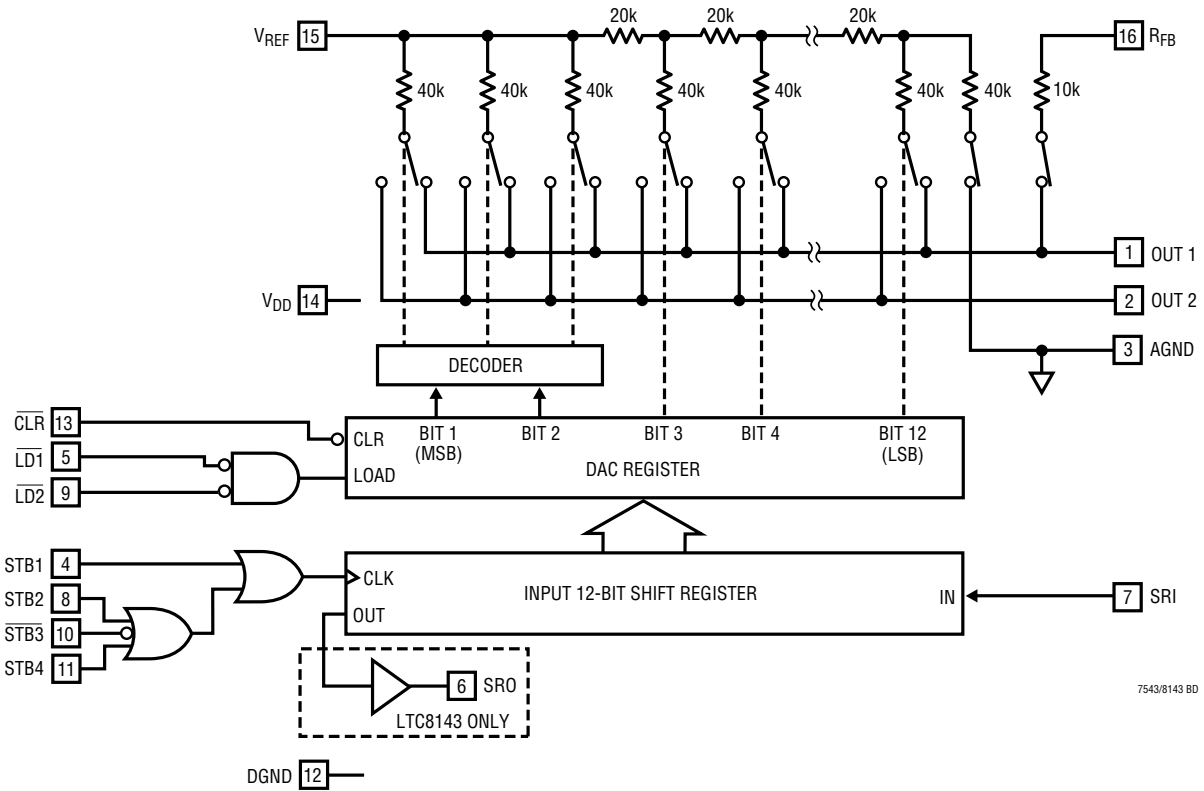 20k 20k 20k
VREF 15 16 RFB
40k 40k 40k 40k 40k 40k 40k 10k
1 OUT 1
VDD 14 2 OUT 2
3 AGND
DECODER
CLR 13
CLR BIT 1 (MSB) BIT 2 BIT 3 BIT 4 BIT 12 (LSB)
LD1 5
DAC REGISTER
LOAD
LD2 9
STB1 4
CLK
INPUT 12-BIT SHIFT REGISTER
STB2 8
IN 7 SRI
OUT
STB3 10
STB4 11
6 SRO
7543/8143 BD
LTC8143 ONLY
DGND 12